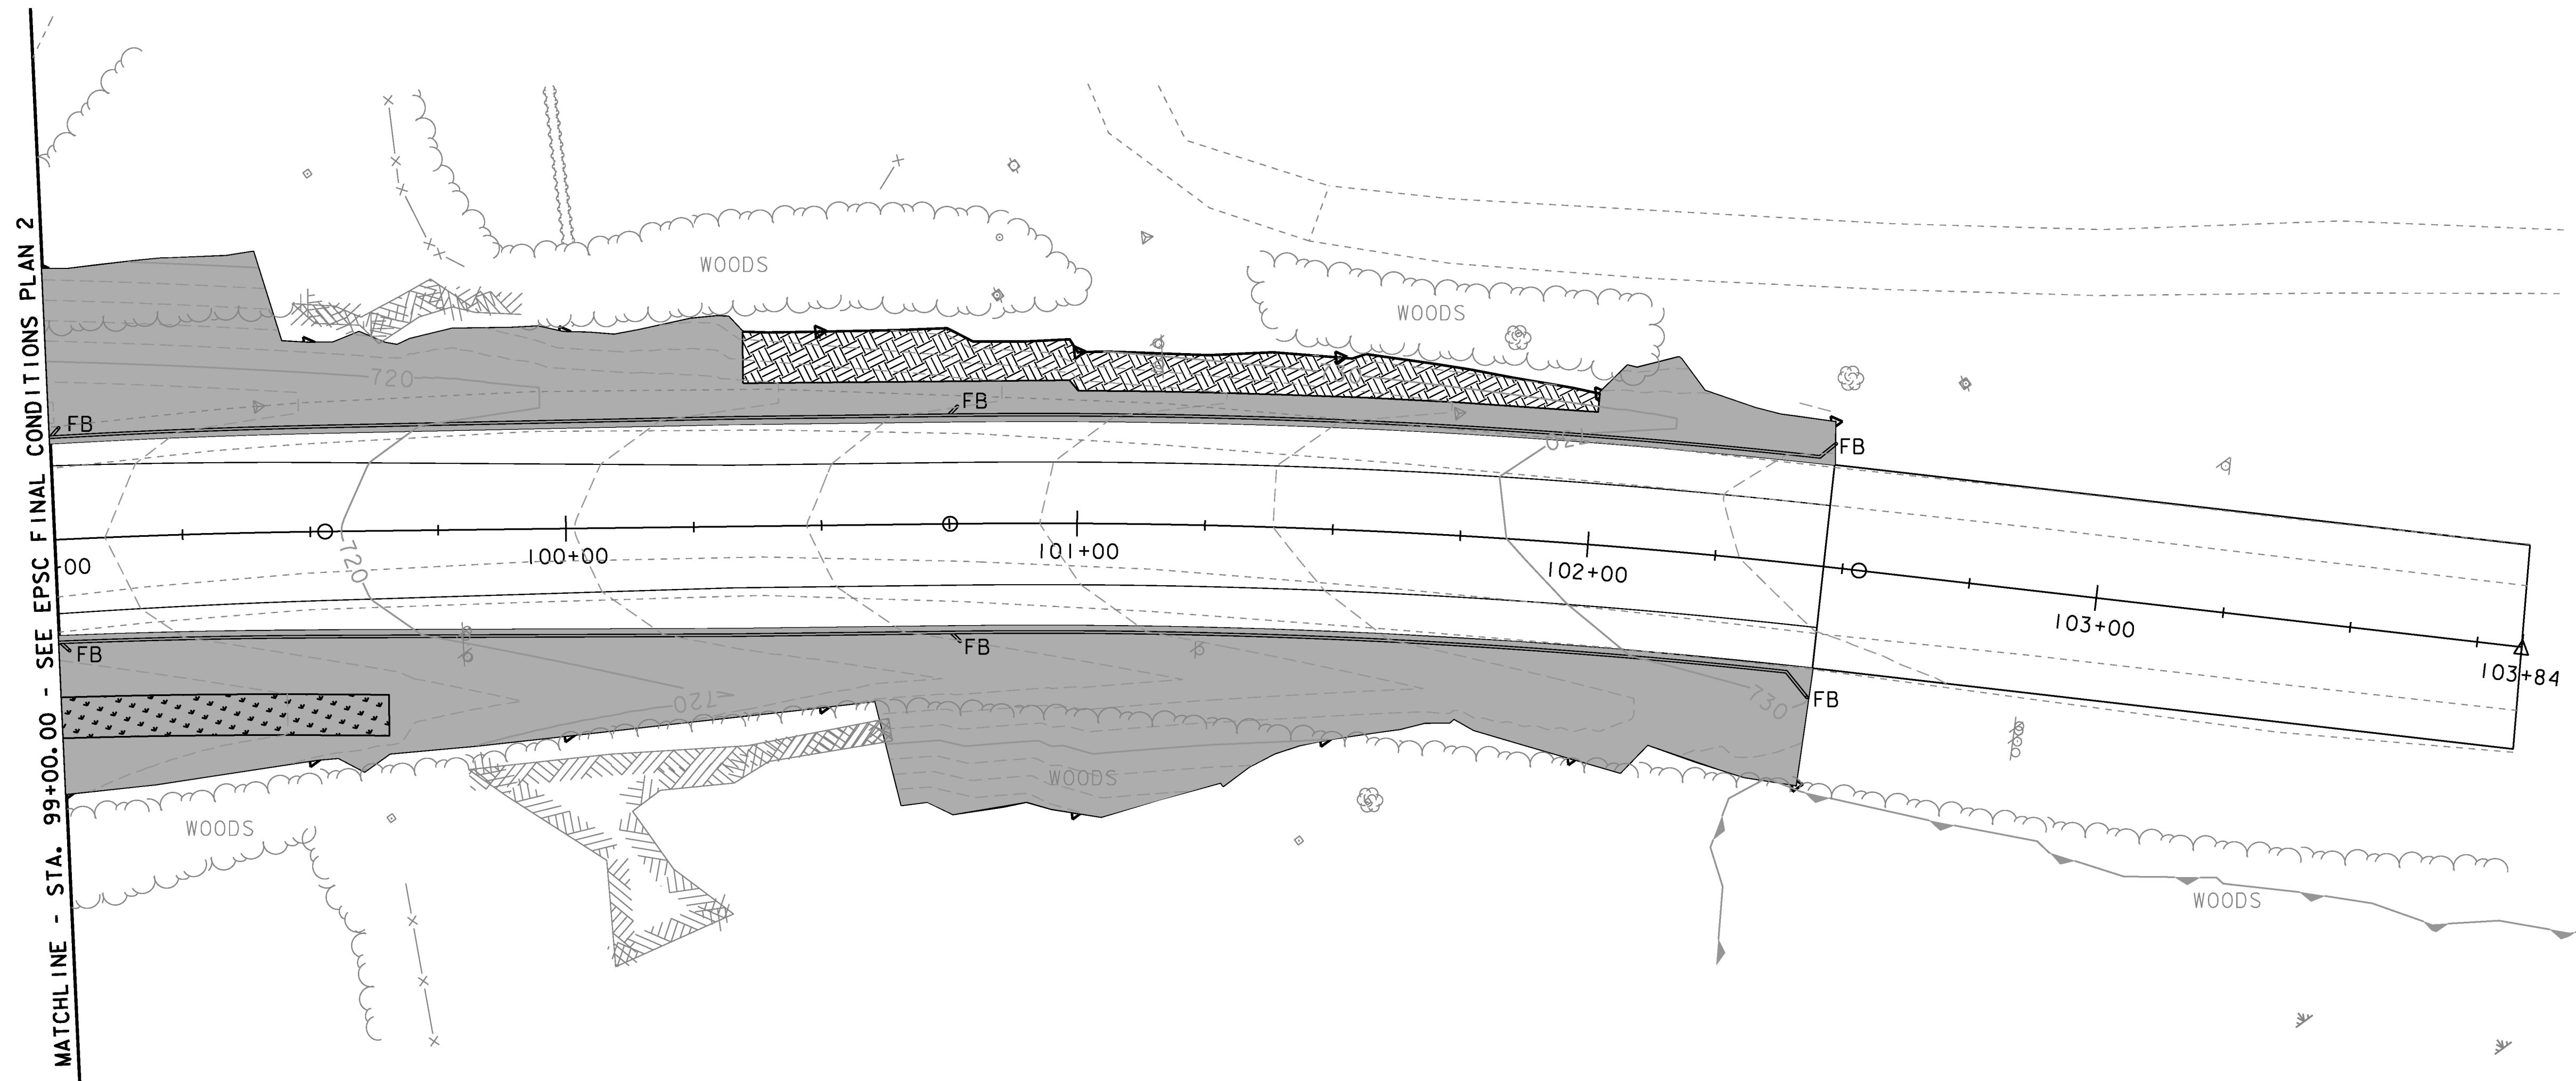 MATCHLINE - STA. 99+00.00 - SEE EPSC FINAL CONDITIONS PLAN 2
WOODS
WOODS
720
FB
FB
720
FB
00
720
100+00
101+00
102+00
103+00
103+84
FB
FB
FB
720
730
WOODS
WOODS
WOODS